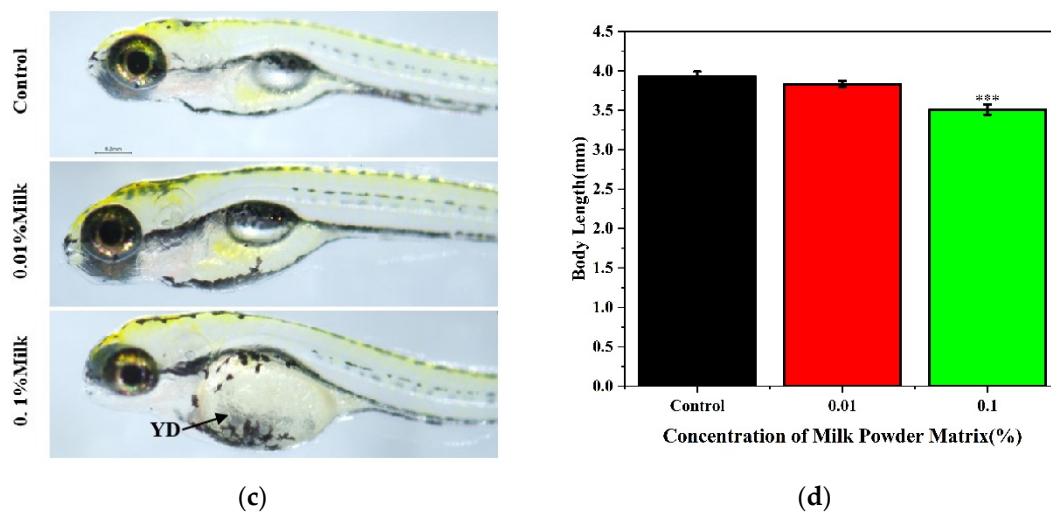 Control
0.2mm
0.01%Milk
0. 1%Milk
YD
(c)
Body Length(mm)
4.5
4.0
3.5
3.0
2.5
2.0
1.5
1.0
0.5
0.0
***
Control
0.01
0.1
Concentration of Milk Powder Matrix(%)
(d)